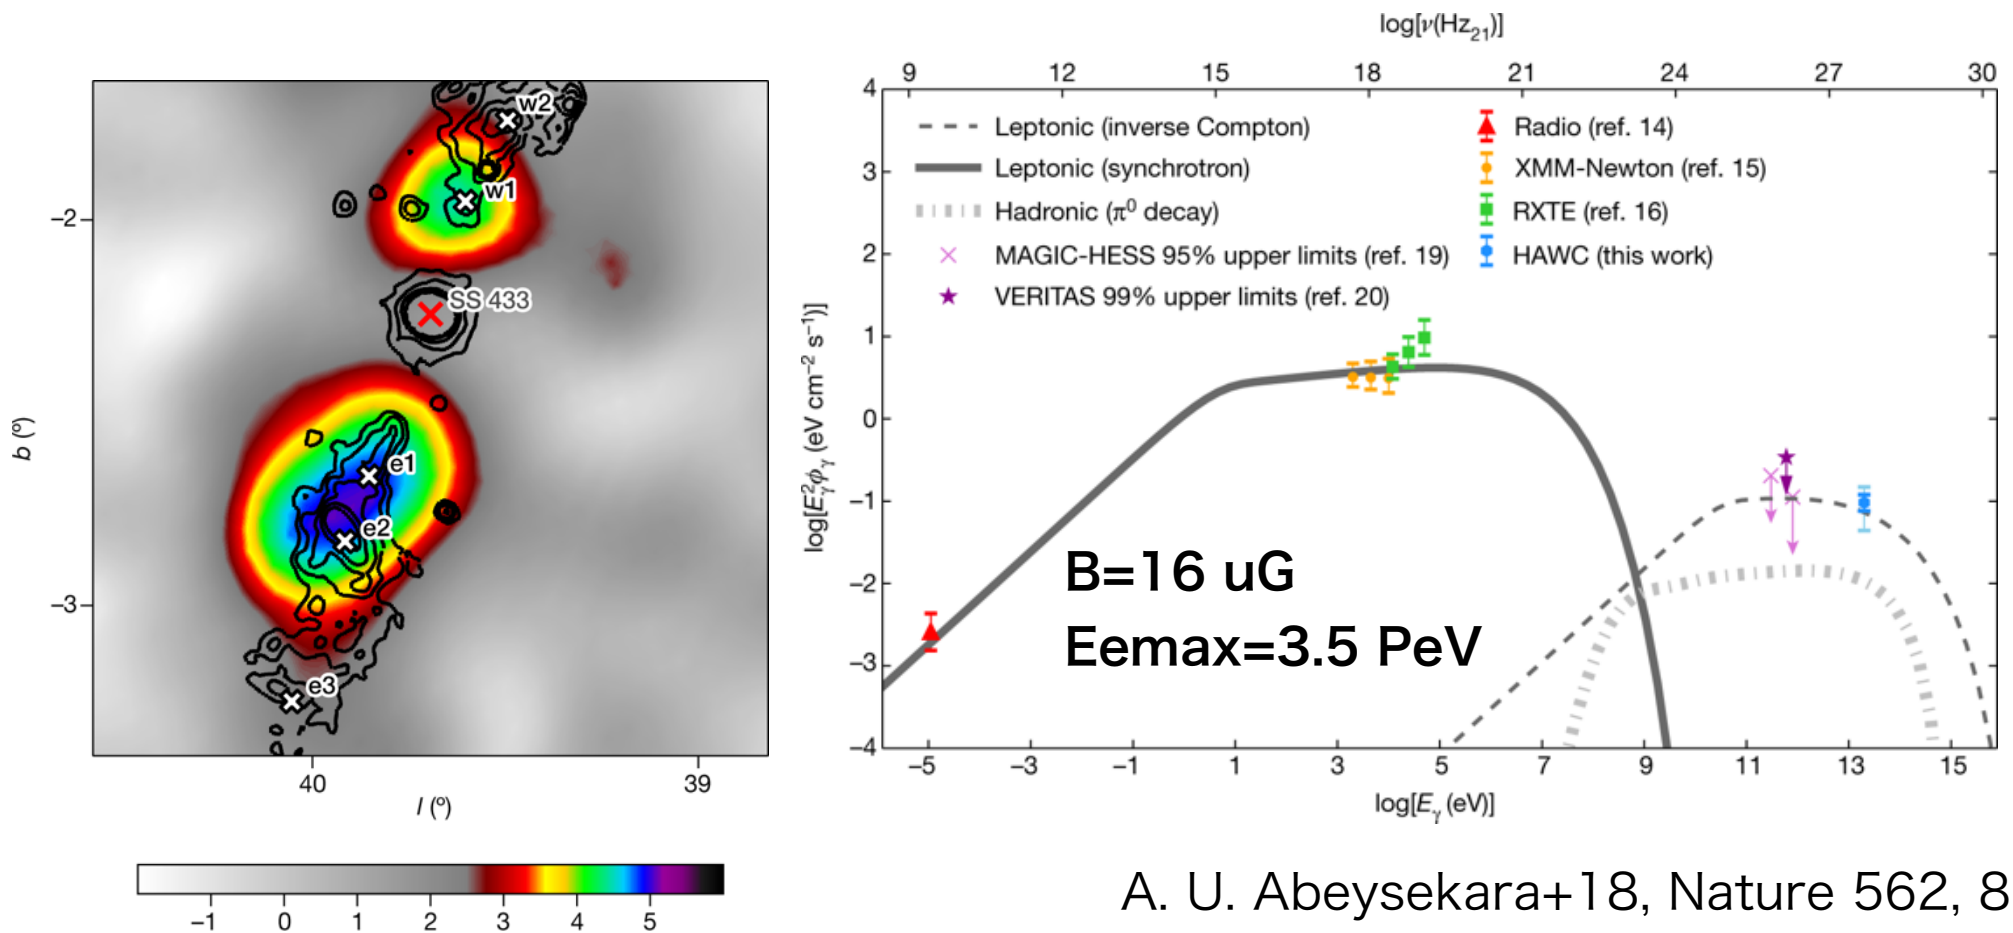 w2
w1
SS 433
e1
e2
e3
−2
−3
b (º)
40
39
l (º)
−1
0
1
2
3
4
5
log[ν(Hz21)]
9
12
15
18
21
24
27
30
4
3
2
1
0
−1
−2
−3
−4
log[E²γϕγ (eV cm−2 s−1)]
Leptonic (inverse Compton)
Leptonic (synchrotron)
Hadronic (π⁰ decay)
MAGIC-HESS 95% upper limits (ref. 19)
VERITAS 99% upper limits (ref. 20)
Radio (ref. 14)
XMM-Newton (ref. 15)
RXTE (ref. 16)
HAWC (this work)
B=16 uG
Eemax=3.5 PeV
−5
−3
−1
1
3
5
7
9
11
13
15
log[Eγ (eV)]
A. U. Abeysekara+18, Nature 562, 8